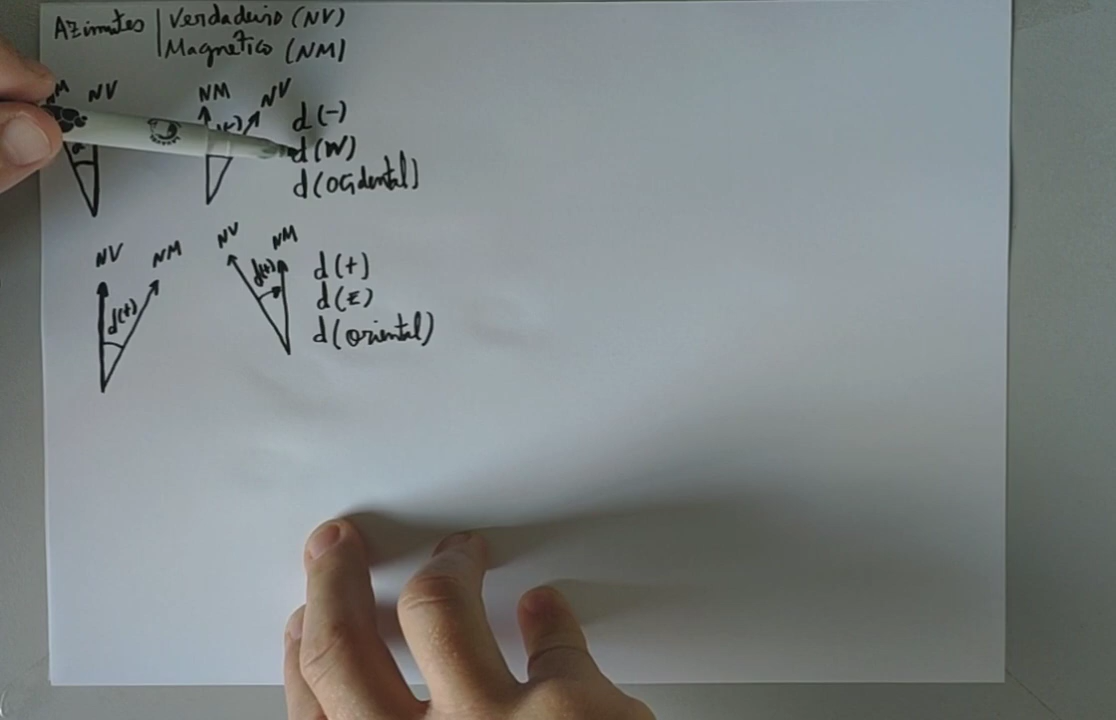 Azimutes | Verdadeiro (NV)
Magnético (NM)
NV
NM NV
d (-)
d (W)
d (ocidental)
NV NM
d(+)
NV NM
d(+)
d (+)
d (E)
d (oriental)